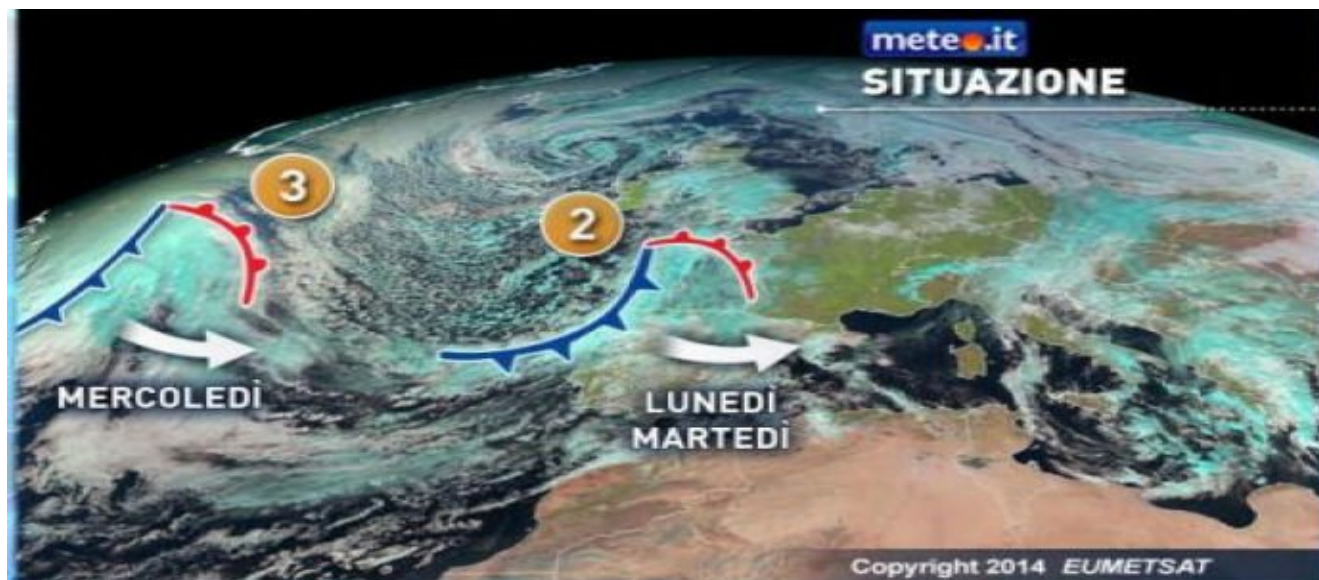 meteo.it
SITUAZIONE
3
2
MERCOLEDÌ
LUNEDÌ
MARTEDÌ
Copyright 2014 EUMETSAT